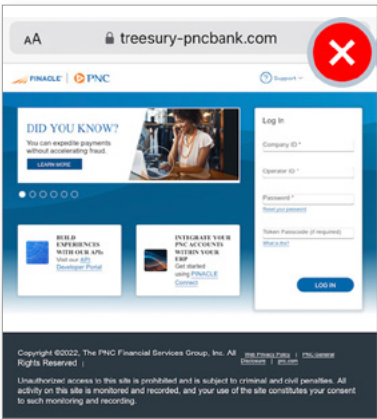 AA treesury-pncbank.com
FINACLE® PNC Support
DID YOU KNOW?
You can expedite payments
without accelerating fraud.
LEARN MORE
Log In
Company ID *
Operator ID *
Password *
Reset your password
Token Passcode (if required)
What is this?
LOG IN
BUILD
EXPERIENCES
WITH OUR APIs
Visit our API
Developer Portal
INTEGRATE YOUR
PNC ACCOUNTS
WITHIN YOUR
ERP
Get started
using PINACLE
Connect
Copyright ©2022, The PNC Financial Services Group, Inc. All
Rights Reserved |
Web Privacy Policy | PNC General
Disclosure | pnc.com
Unauthorized access to this site is prohibited and is subject to criminal and civil penalties. All
activity on this site is monitored and recorded, and your use of the site constitutes your consent
to such monitoring and recording.